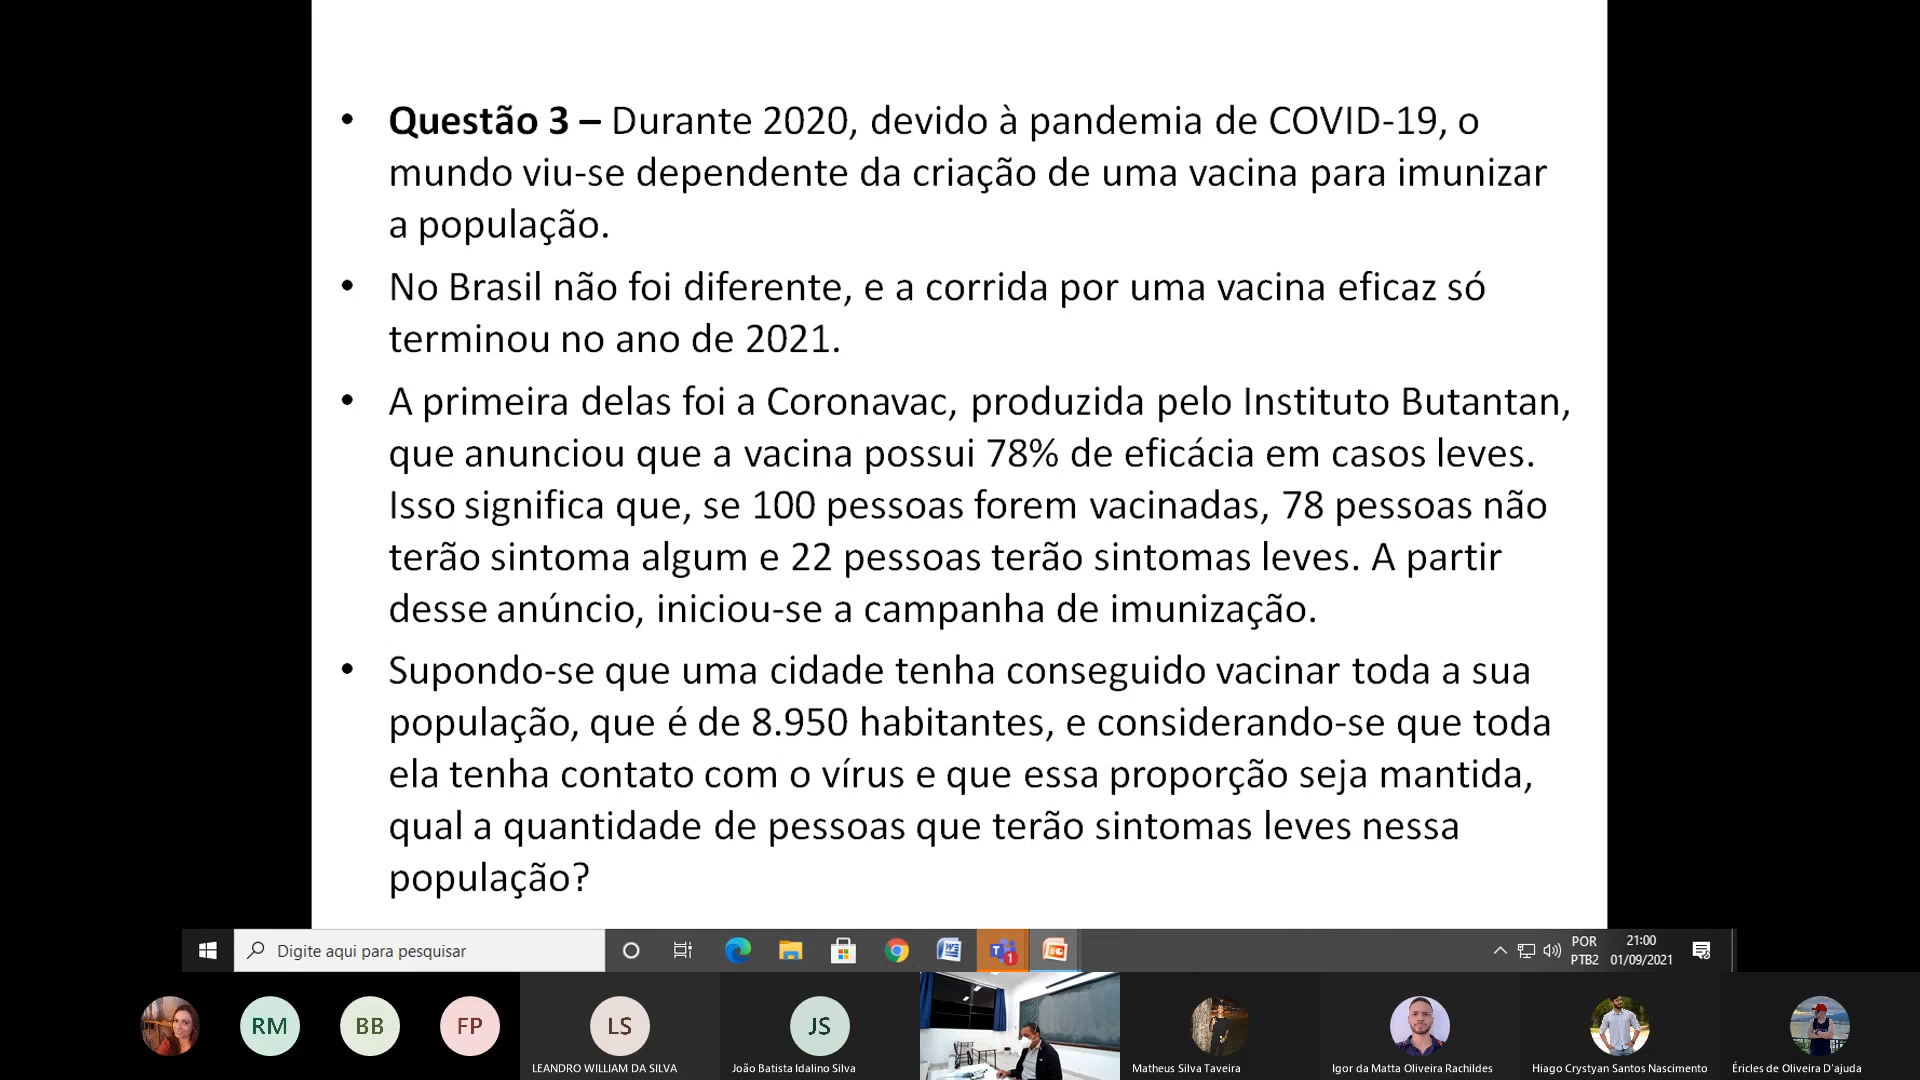 • Questão 3 – Durante 2020, devido à pandemia de COVID-19, o
mundo viu-se dependente da criação de uma vacina para imunizar
a população.
• No Brasil não foi diferente, e a corrida por uma vacina eficaz só
terminou no ano de 2021.
• A primeira delas foi a Coronavac, produzida pelo Instituto Butantan,
que anunciou que a vacina possui 78% de eficácia em casos leves.
Isso significa que, se 100 pessoas forem vacinadas, 78 pessoas não
terão sintoma algum e 22 pessoas terão sintomas leves. A partir
desse anúncio, iniciou-se a campanha de imunização.
• Supondo-se que uma cidade tenha conseguido vacinar toda a sua
população, que é de 8.950 habitantes, e considerando-se que toda
ela tenha contato com o vírus e que essa proporção seja mantida,
qual a quantidade de pessoas que terão sintomas leves nessa
população?
Digite aqui para pesquisar
1
POR
PTB2
21:00
01/09/2021
RM
BB
FP
LS
JS
LEANDRO WILLIAM DA SILVA
João Batista Idalino Silva
Matheus Silva Taveira
Igor da Matta Oliveira Rachildes
Hiago Crystyan Santos Nascimento
Éricles de Oliveira D'ajuda